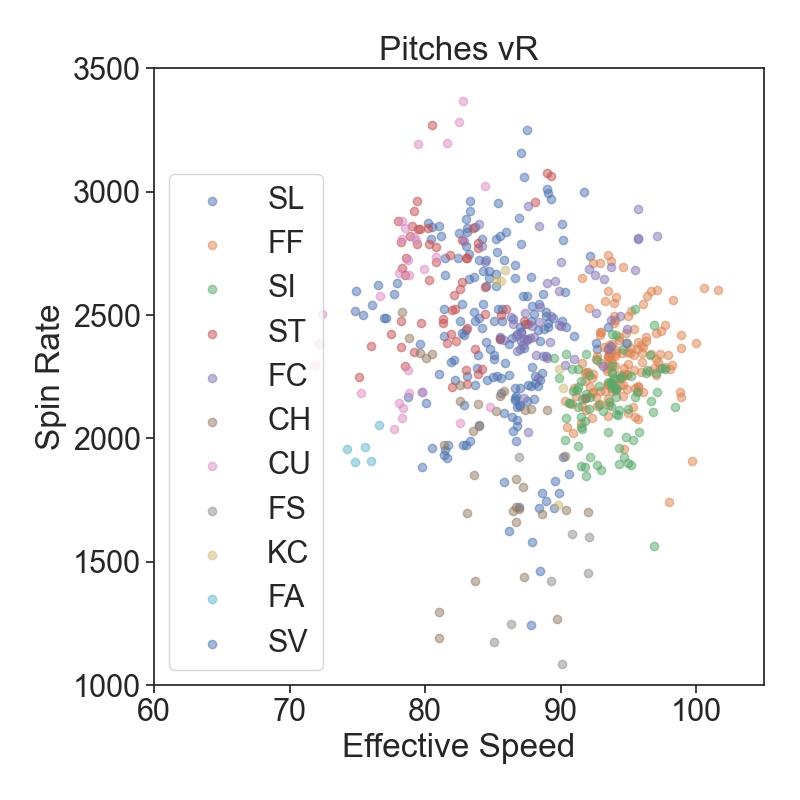 Pitches vR
3500
3000
2500
2000
1500
1000
Spin Rate
SL
FF
SI
ST
FC
CH
CU
FS
KC
FA
SV
60 70 80 90 100
Effective Speed